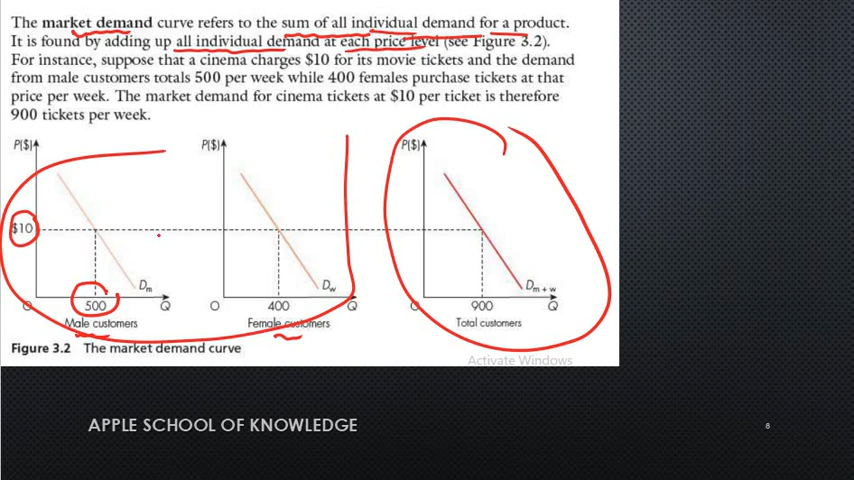 The market demand curve refers to the sum of all individual demand for a product.
It is found by adding up all individual demand at each price level (see Figure 3.2).
For instance, suppose that a cinema charges $10 for its movie tickets and the demand
from male customers totals 500 per week while 400 females purchase tickets at that
price per week. The market demand for cinema tickets at $10 per ticket is therefore
900 tickets per week.
P($) P($) P($)
$10
Dm Dw Dm + w
O 500 Q O 400 Q O 900 Q
Male customers Female customers Total customers
Figure 3.2 The market demand curve
Activate Windows
APPLE SCHOOL OF KNOWLEDGE
8